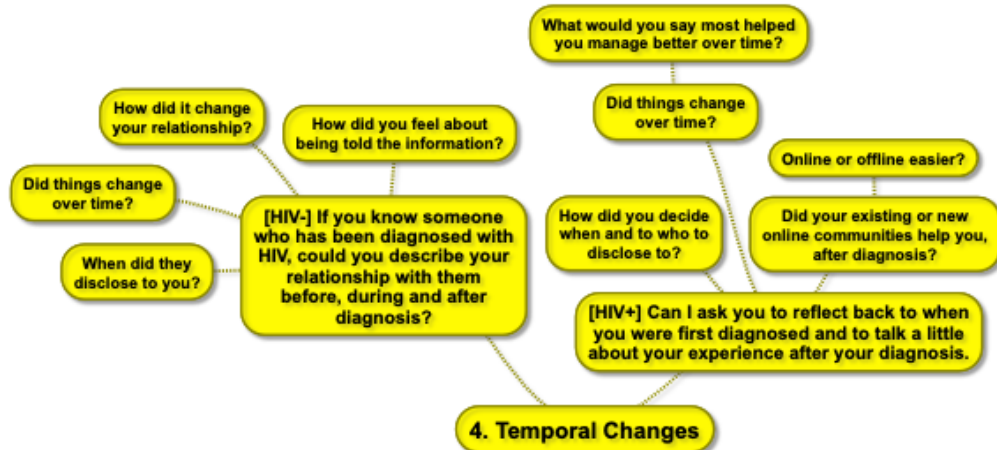 What would you say most helped
you manage better over time?
How did it change
your relationship?
How did you feel about
being told the information?
Did things change
over time?
Online or offline easier?
Did things change
over time?
[HIV-] If you know someone
who has been diagnosed with
HIV, could you describe your
relationship with them
before, during and after
diagnosis?
How did you decide
when and to who to
disclose to?
Did your existing or new
online communities help you,
after diagnosis?
When did they
disclose to you?
[HIV+] Can I ask you to reflect back to when
you were first diagnosed and to talk a little
about your experience after your diagnosis.
4. Temporal Changes